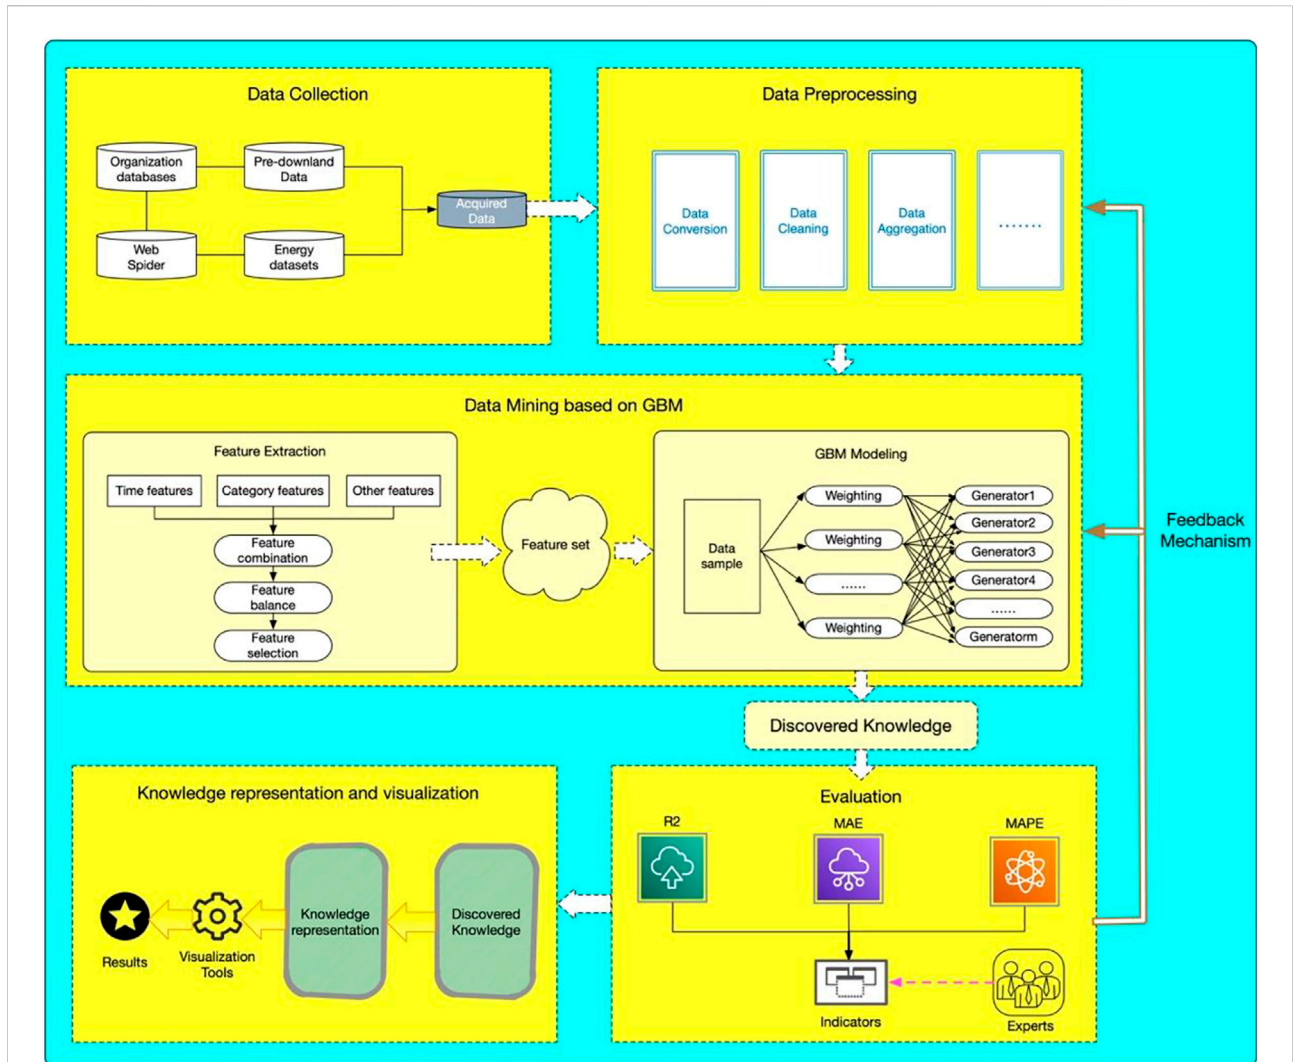 Data Collection
Organization
databases
Pre-downland
Data
Web
Spider
Energy
datasets
Acquired
Data
Data Preprocessing
Data
Conversion
Data
Cleaning
Data
Aggregation
.......
Data Mining based on GBM
Feature Extraction
Time features
Category features
Other features
Feature
combination
Feature
balance
Feature
selection
Feature set
GBM Modeling
Data
sample
Weighting
Weighting
......
Weighting
Generator1
Generator2
Generator3
Generator4
......
Generatorm
Feedback
Mechanism
Discovered Knowledge
Knowledge representation and visualization
Results
Visualization
Tools
Knowledge
representation
Discovered
Knowledge
Evaluation
R2
MAE
MAPE
Indicators
Experts